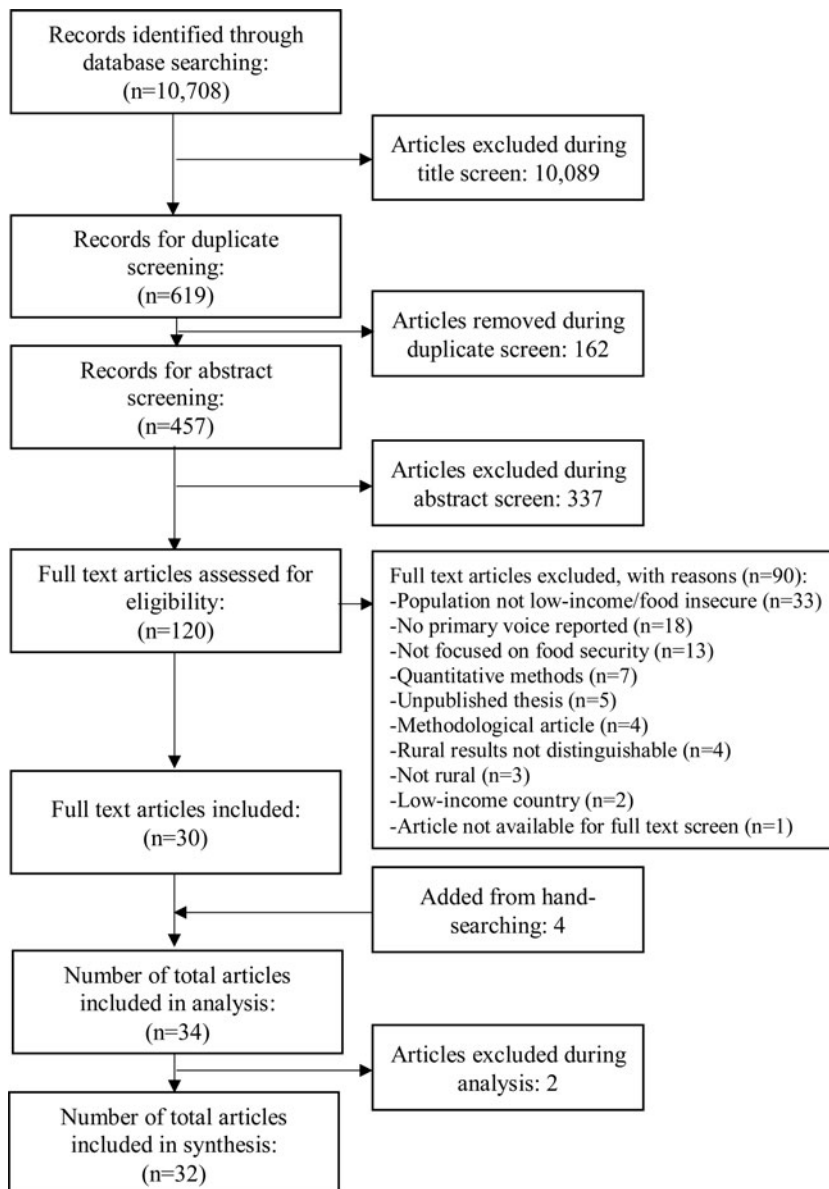 Records identified through
database searching:
(n=10,708)
Articles excluded during
title screen: 10,089
Records for duplicate
screening:
(n=619)
Articles removed during
duplicate screen: 162
Records for abstract
screening:
(n=457)
Articles excluded during
abstract screen: 337
Full text articles assessed for
eligibility:
(n=120)
Full text articles excluded, with reasons (n=90):
-Population not low-income/food insecure (n=33)
-No primary voice reported (n=18)
-Not focused on food security (n=13)
-Quantitative methods (n=7)
-Unpublished thesis (n=5)
-Methodological article (n=4)
-Rural results not distinguishable (n=4)
-Not rural (n=3)
-Low-income country (n=2)
-Article not available for full text screen (n=1)
Full text articles included:
(n=30)
Added from hand-
searching: 4
Number of total articles
included in analysis:
(n=34)
Articles excluded during
analysis: 2
Number of total articles
included in synthesis:
(n=32)